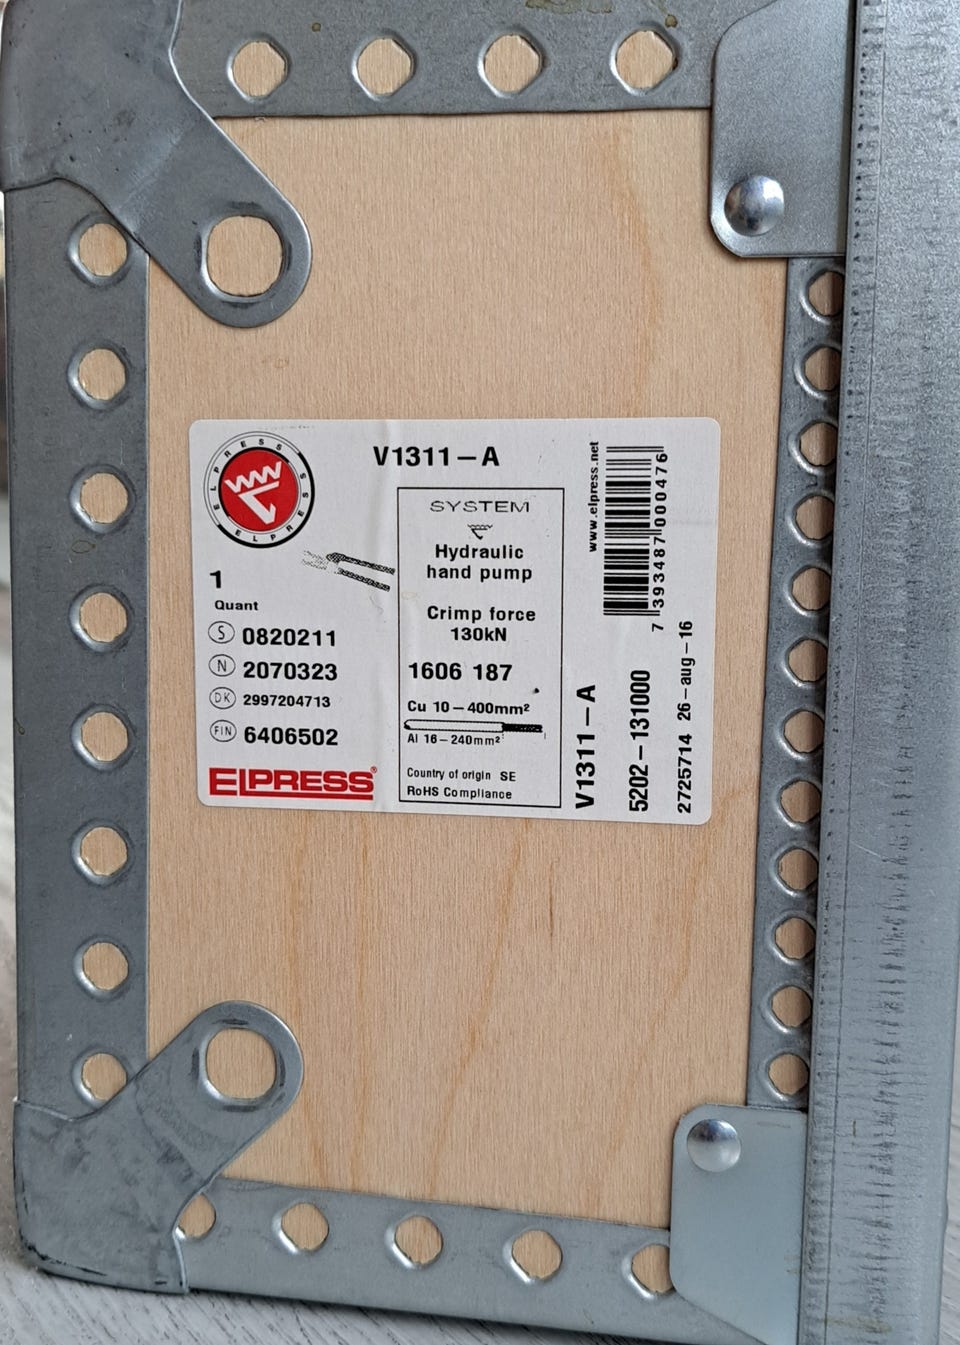 V1311-A
ELPRESS ELPRESS
1
Quant
S 0820211
N 2070323
DK 2997204713
FIN 6406502
ELPRESS®
SYSTEM
Hydraulic
hand pump
Crimp force
130kN
1606 187
Cu 10-400mm²
Al 16-240mm²
Country of origin SE
RoHS Compliance
www.elpress.net
7 393487 000476
V1311-A
5202-131000
2725714 26-aug-16